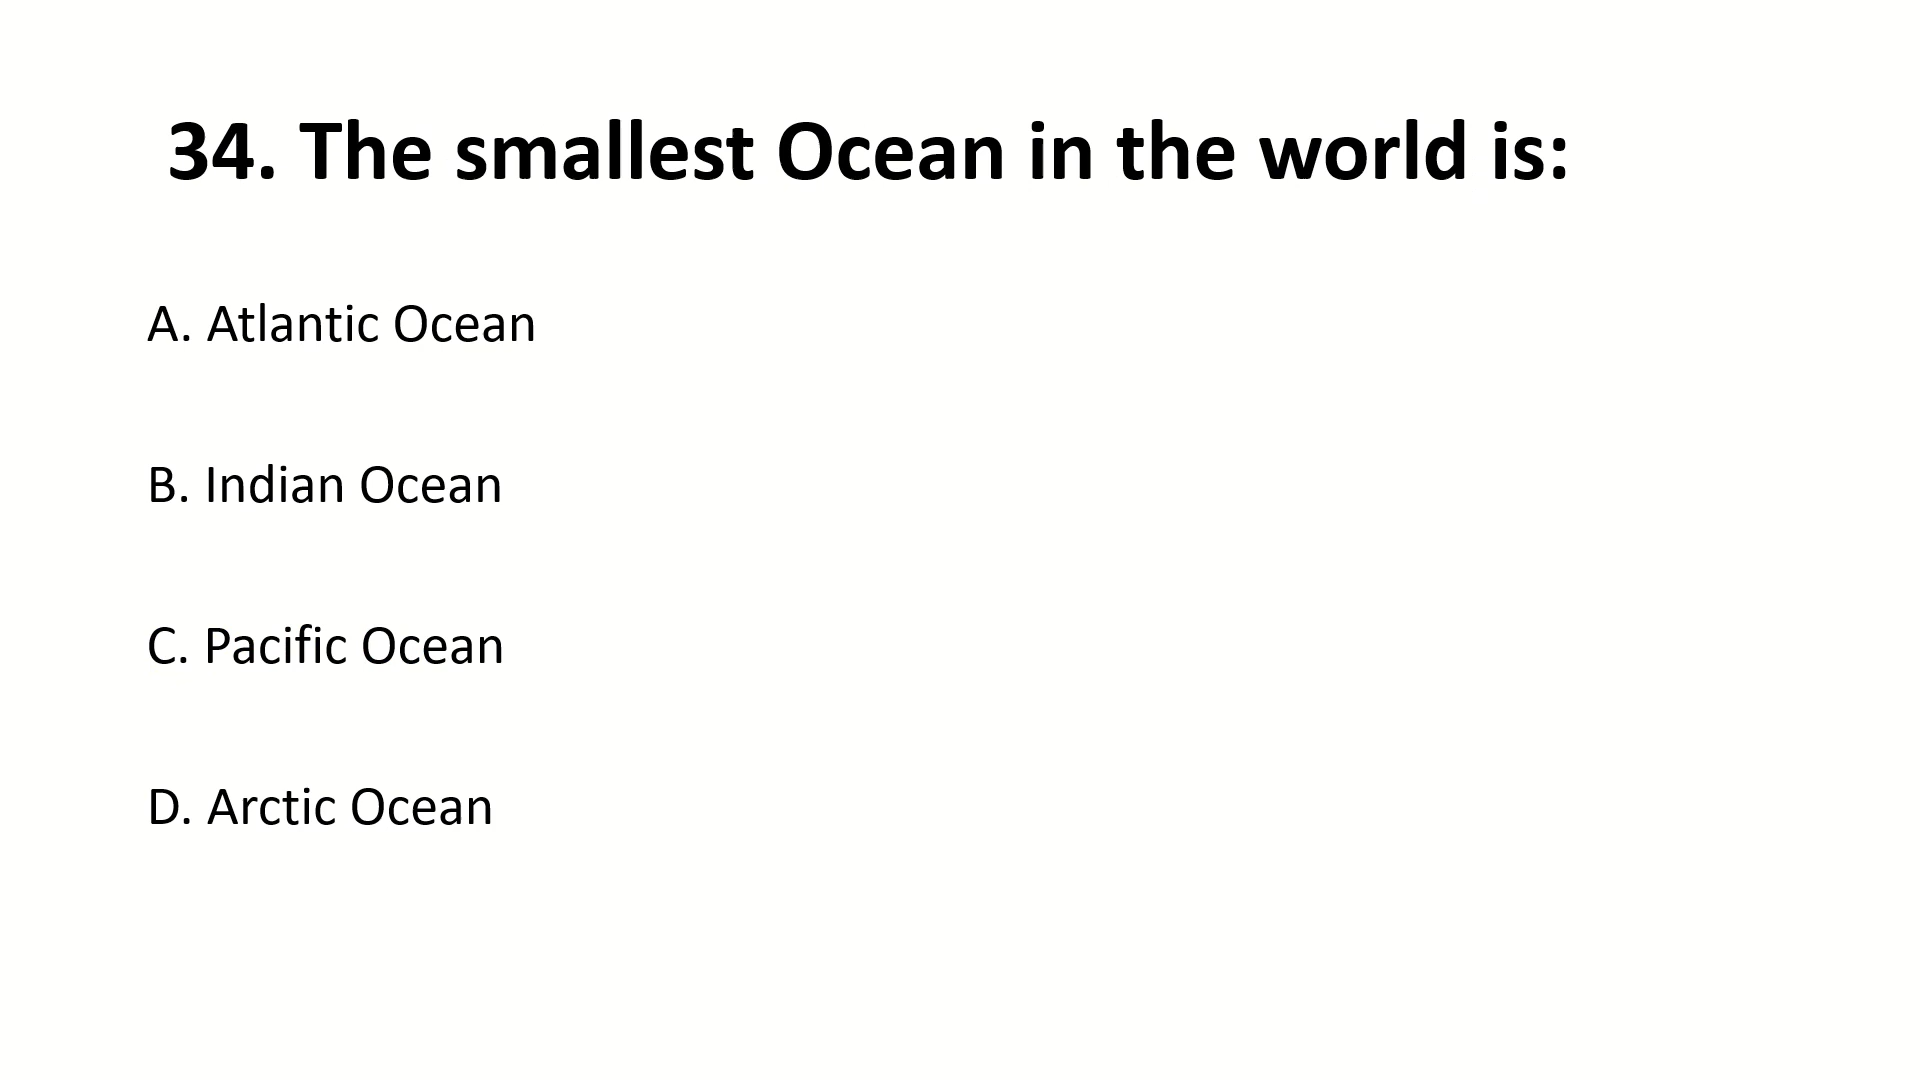 34. The smallest Ocean in the world is:
A. Atlantic Ocean
B. Indian Ocean
C. Pacific Ocean
D. Arctic Ocean